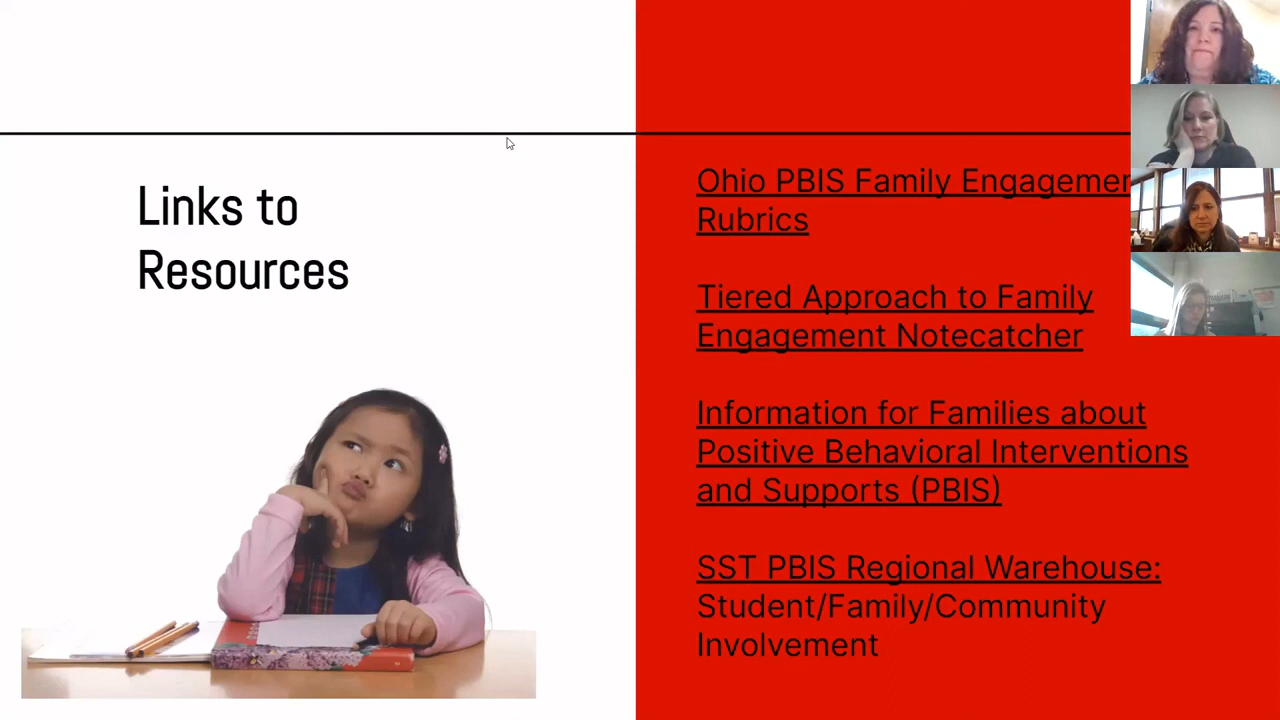 Links to
Resources
Ohio PBIS Family Engagemen
Rubrics
Tiered Approach to Family
Engagement Notecatcher
Information for Families about
Positive Behavioral Interventions
and Supports (PBIS)
SST PBIS Regional Warehouse:
Student/Family/Community
Involvement